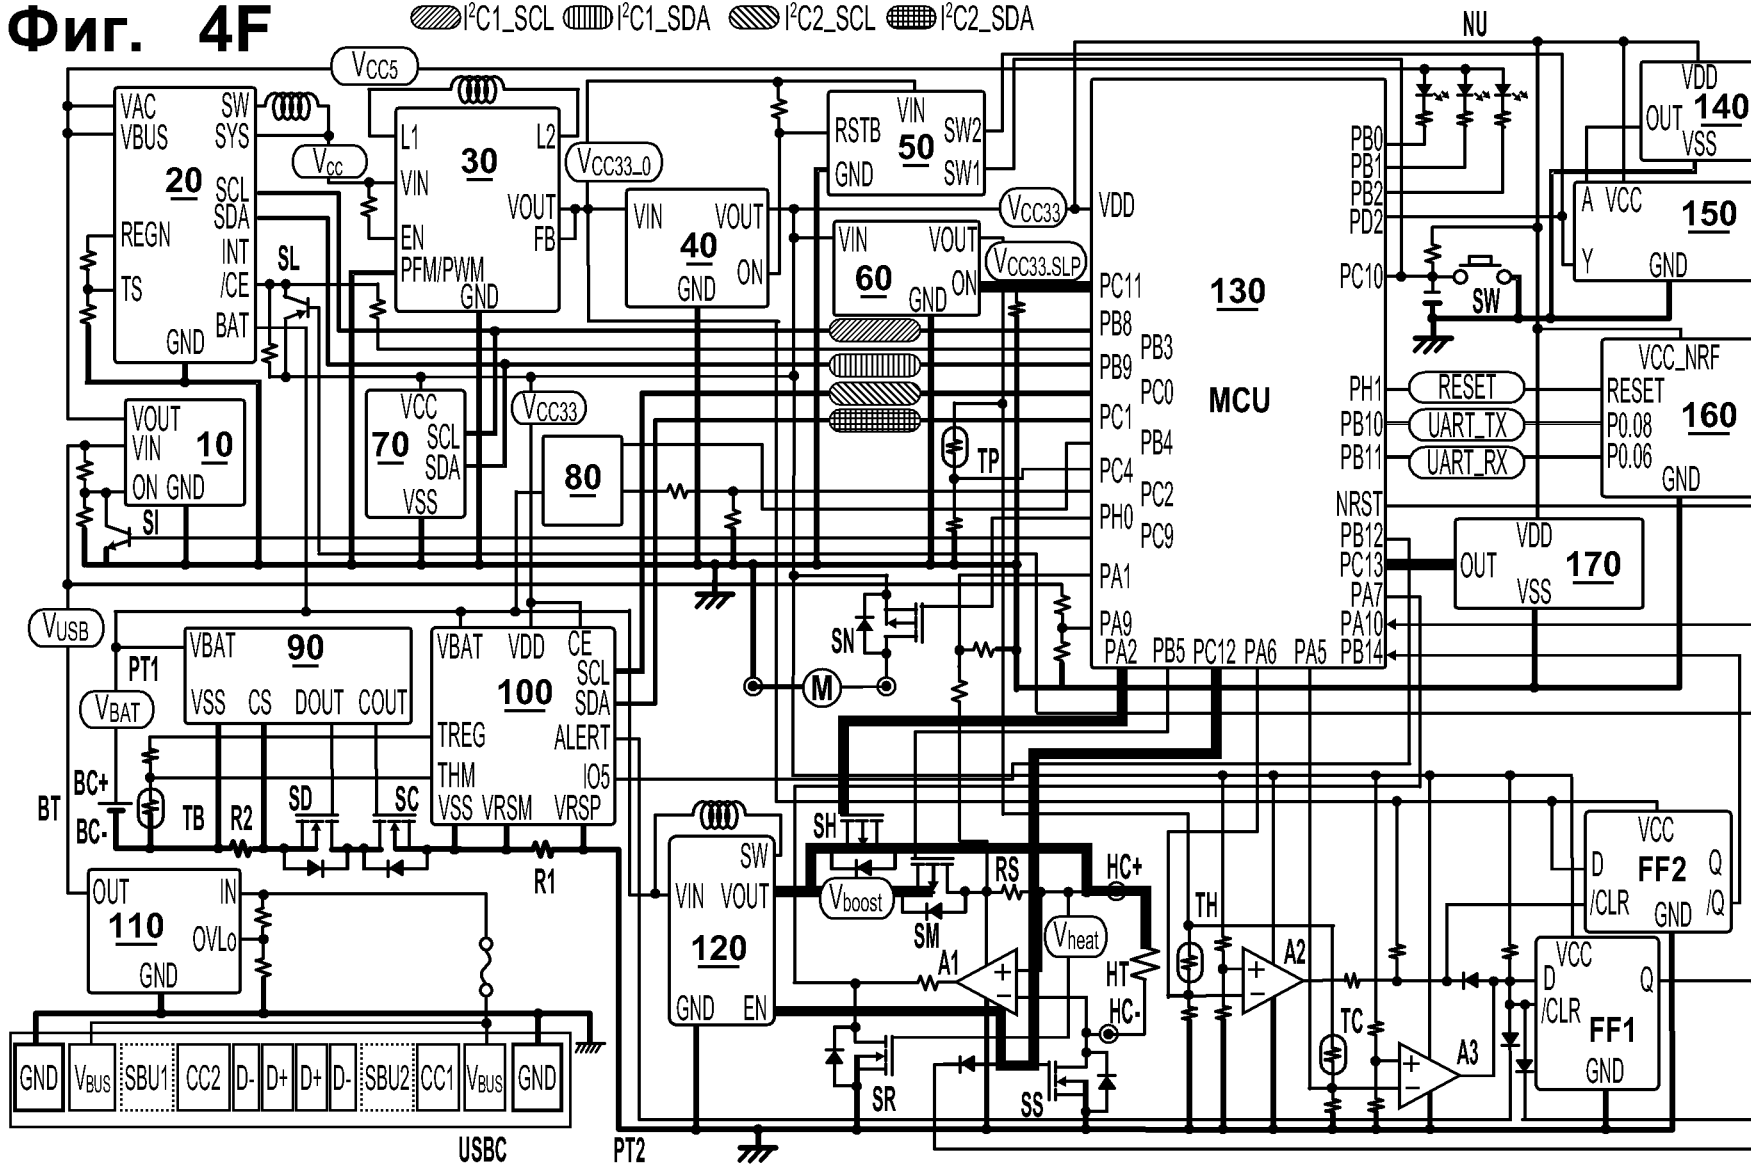 Фиг. 4F
I²C1_SCL I²C1_SDA I²C2_SCL I²C2_SDA
NU
VCC5
VAC SW
VBUS SYS
20
SCL
SDA
REGN
INT
TS /CE
BAT
GND
SL
VCC
L1 L2
30
VIN
VOUT
EN FB
PFM/PWM
GND
VCC33_0
VIN VOUT
40
ON
GND
VIN
RSTB SW2
50
GND SW1
VCC33
VIN VOUT
60
ON
GND
VCC33.SLP
130
MCU
VDD
PC11
PB8
PB3
PB9
PC0
PC1
PB4
PC4
PC2
PH0
PC9
PA1
PA9
PA2 PB5 PC12 PA6 PA5 PB14
PB0
PB1
PB2
PD2
PC10
PH1
PB10
PB11
NRST
PB12
PC13
PA7
PA10
SW
VDD
OUT 140
VSS
A VCC
150
Y
GND
RESET
UART_TX
UART_RX
VCC_NRF
RESET
160
P0.08
P0.06
GND
VDD
OUT 170
VSS
VOUT
VIN
10
ON GND
SI
VCC
70
SCL
SDA
VSS
VCC33
80
TP
SN
M
VUSB
PT1
VBAT
VBAT
90
VSS CS DOUT COUT
VBAT VDD CE
SCL
100
SDA
TREG ALERT
THM IO5
VSS VRSM VRSP
BT
BC+
BC-
TB R2 SD SC
R1
OUT IN
110
OVLo
GND
SW
VIN VOUT
120
GND EN
SH
Vboost
SM
RS
HC+
Vheat
A1
HT
HC-
SR
SS
TH
A2
TC
A3
VCC
D Q
FF2
/CLR /Q
GND
VCC
D Q
/CLR
FF1
GND
GND VBUS SBU1 CC2 D- D+ D+ D- SBU2 CC1 VBUS GND
USBC
PT2